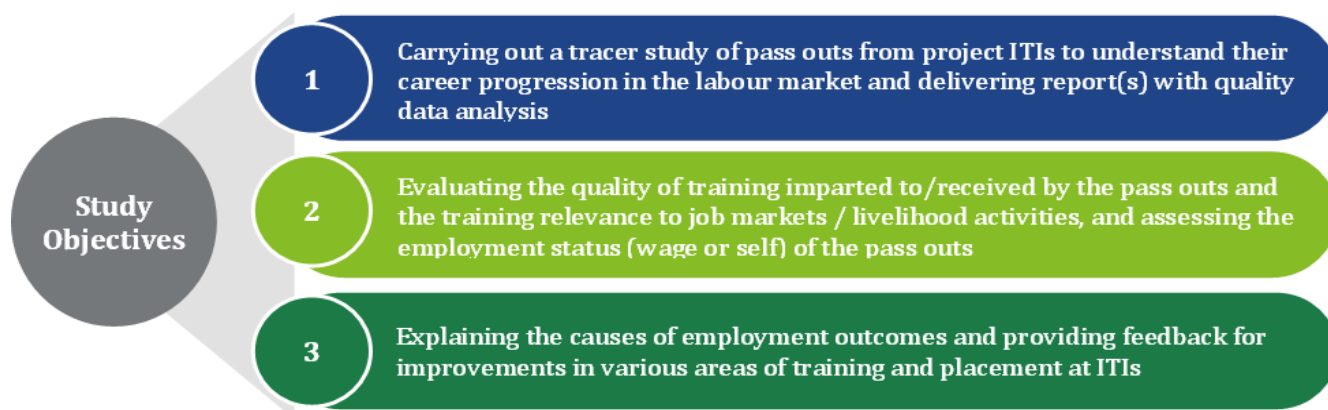 Study
Objectives
1
Carrying out a tracer study of pass outs from project ITIs to understand their
career progression in the labour market and delivering report(s) with quality
data analysis
2
Evaluating the quality of training imparted to/received by the pass outs and
the training relevance to job markets / livelihood activities, and assessing the
employment status (wage or self) of the pass outs
3
Explaining the causes of employment outcomes and providing feedback for
improvements in various areas of training and placement at ITIs